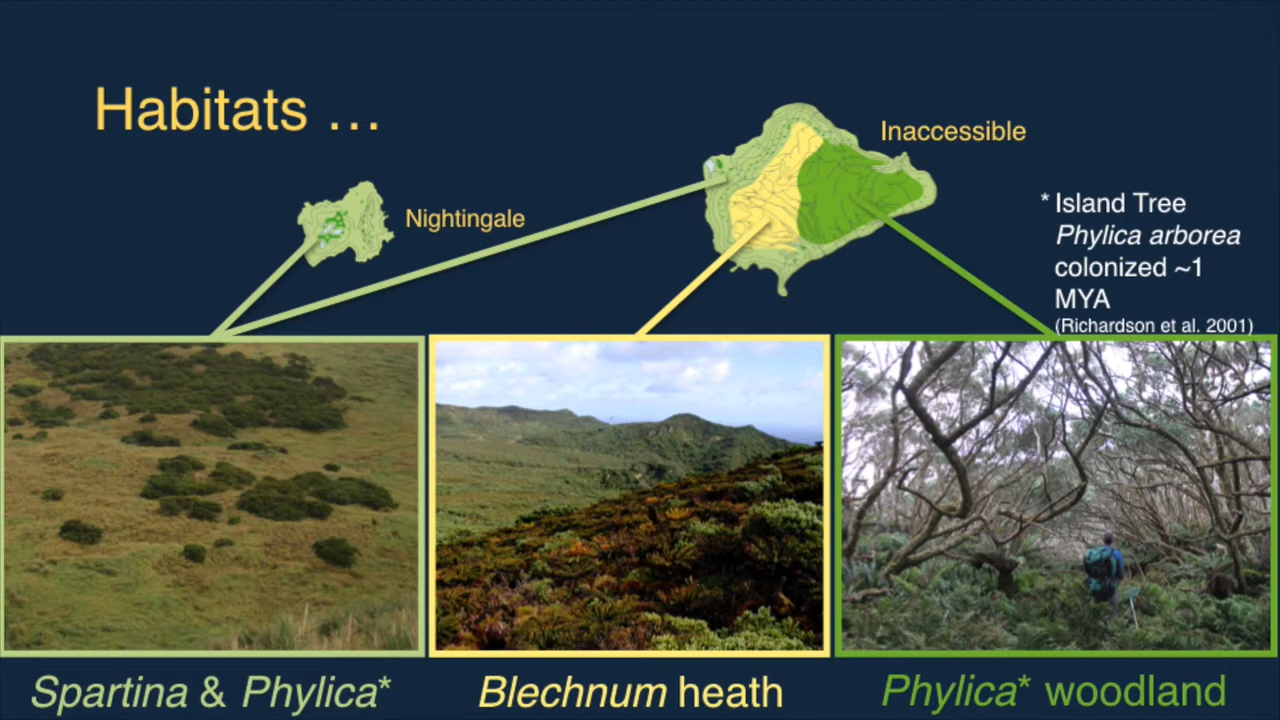 Habitats …
Inaccessible
Nightingale
* Island Tree
Phylica arborea
colonized ~1
MYA
(Richardson et al. 2001)
Spartina & Phylica*
Blechnum heath
Phylica* woodland